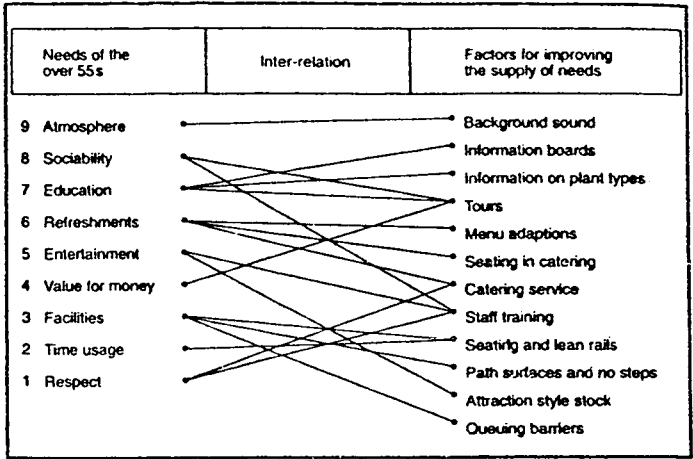 Needs of the
over 55s
Inter-relation
Factors for improving
the supply of needs
9 Atmosphere
8 Sociability
7 Education
6 Refreshments
5 Entertainment
4 Value for money
3 Facilities
2 Time usage
1 Respect
Background sound
Information boards
Information on plant types
Tours
Menu adaptions
Seating in catering
Catering service
Staff training
Seating and lean rails
Path surfaces and no steps
Attraction style stock
Queuing barriers